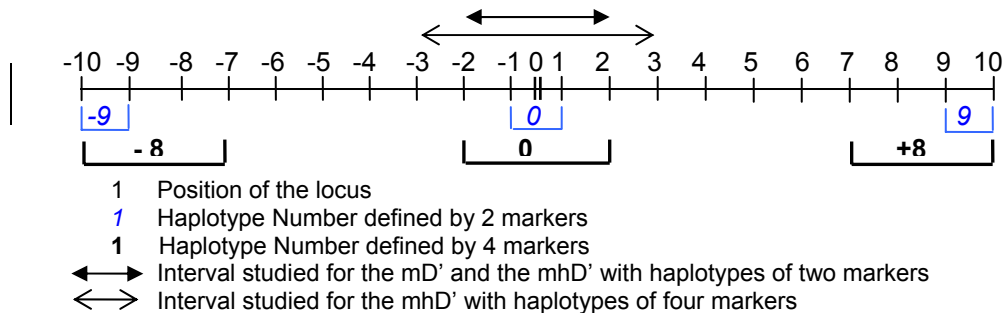 -10 -9 -8 -7 -6 -5 -4 -3 -2 -1 0 1 2 3 4 5 6 7 8 9 10
-9 0 9
- 8 0 +8
1 Position of the locus
1 Haplotype Number defined by 2 markers
1 Haplotype Number defined by 4 markers
Interval studied for the mD' and the mhD' with haplotypes of two markers
Interval studied for the mhD' with haplotypes of four markers